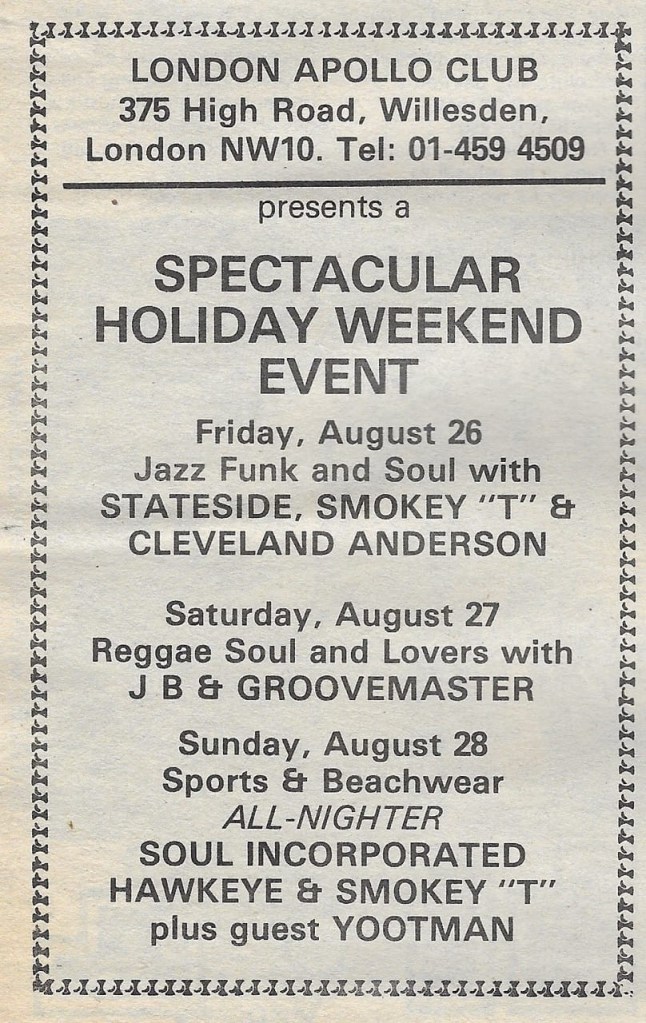 LONDON APOLLO CLUB
375 High Road, Willesden,
London NW10. Tel: 01-459 4509
presents a
SPECTACULAR
HOLIDAY WEEKEND
EVENT
Friday, August 26
Jazz Funk and Soul with
STATESIDE, SMOKEY "T" &
CLEVELAND ANDERSON
Saturday, August 27
Reggae Soul and Lovers with
J B & GROOVEMASTER
Sunday, August 28
Sports & Beachwear
ALL-NIGHTER
SOUL INCORPORATED
HAWKEYE & SMOKEY "T"
plus guest YOOTMAN